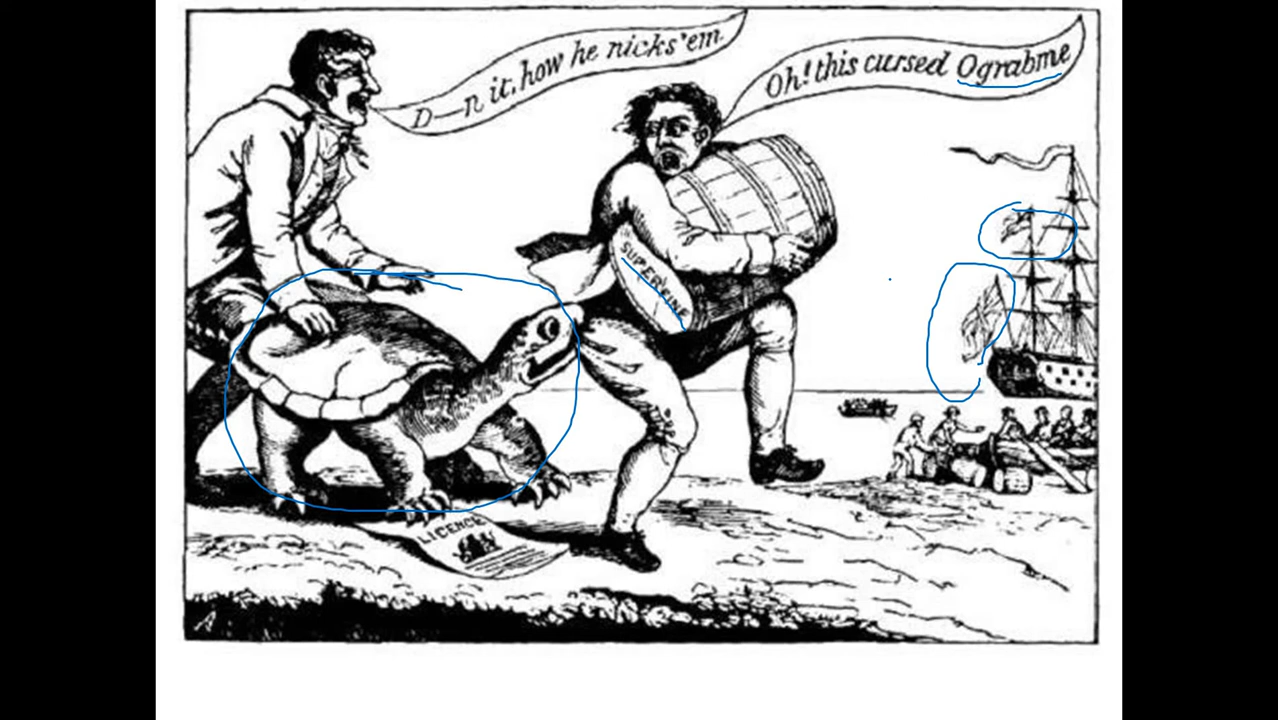 D—n it, how he nicks 'em
Oh! this cursed Ograbme
SUPERFINE
LICENCE
A